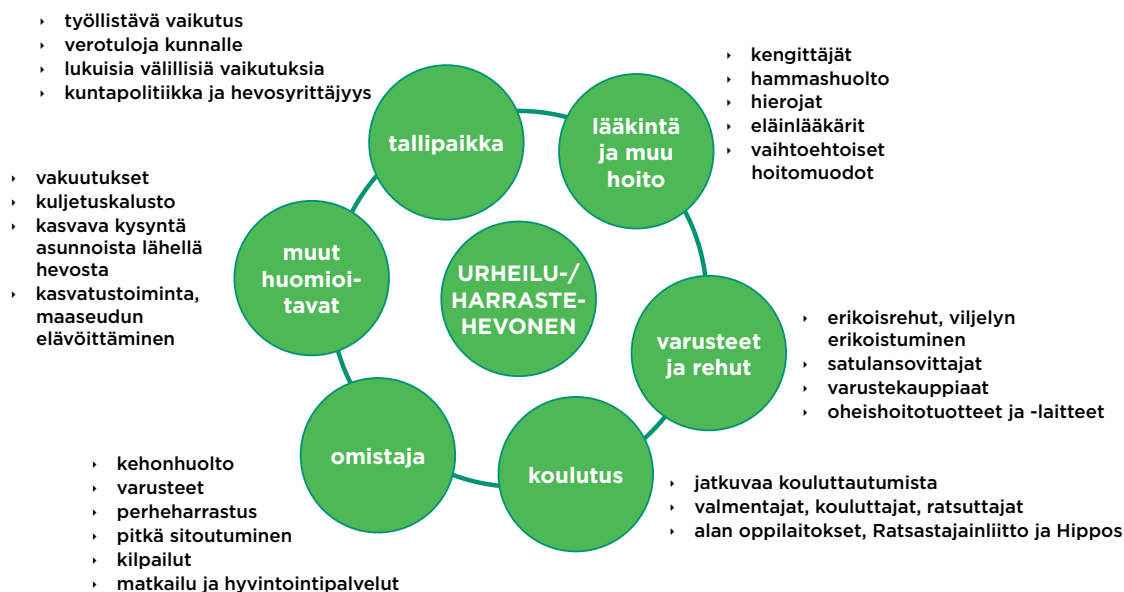 › työllistävä vaikutus
› verotuloja kunnalle
› lukuisia välillisiä vaikutuksia
› kuntapolitiikka ja hevosyrittäjyys
tallipaikka
lääkintä
ja muu
hoito
› kengittäjät
› hammashuolto
› hierojat
› eläinlääkärit
› vaihtoehtoiset
hoitomuodot
› vakuutukset
› kuljetuskalusto
› kasvava kysyntä
asunnoista lähellä
hevosta
› kasvatustoiminta,
maaseudun
elävöittäminen
muut
huomioi-
tavat
URHEILU-/
HARRASTE-
HEVONEN
varusteet
ja rehut
› erikoisrehut, viljelyn
erikoistuminen
› satulansovittajat
› varustekauppiaat
› oheishoitotuotteet ja -laitteet
omistaja
koulutus
› kehonhuolto
› varusteet
› perheharrastus
› pitkä sitoutuminen
› kilpailut
› matkailu ja hyvintointipalvelut
› jatkuvaa kouluttautumista
› valmentajat, kouluttajat, ratsuttajat
› alan oppilaitokset, Ratsastajainliitto ja Hippos